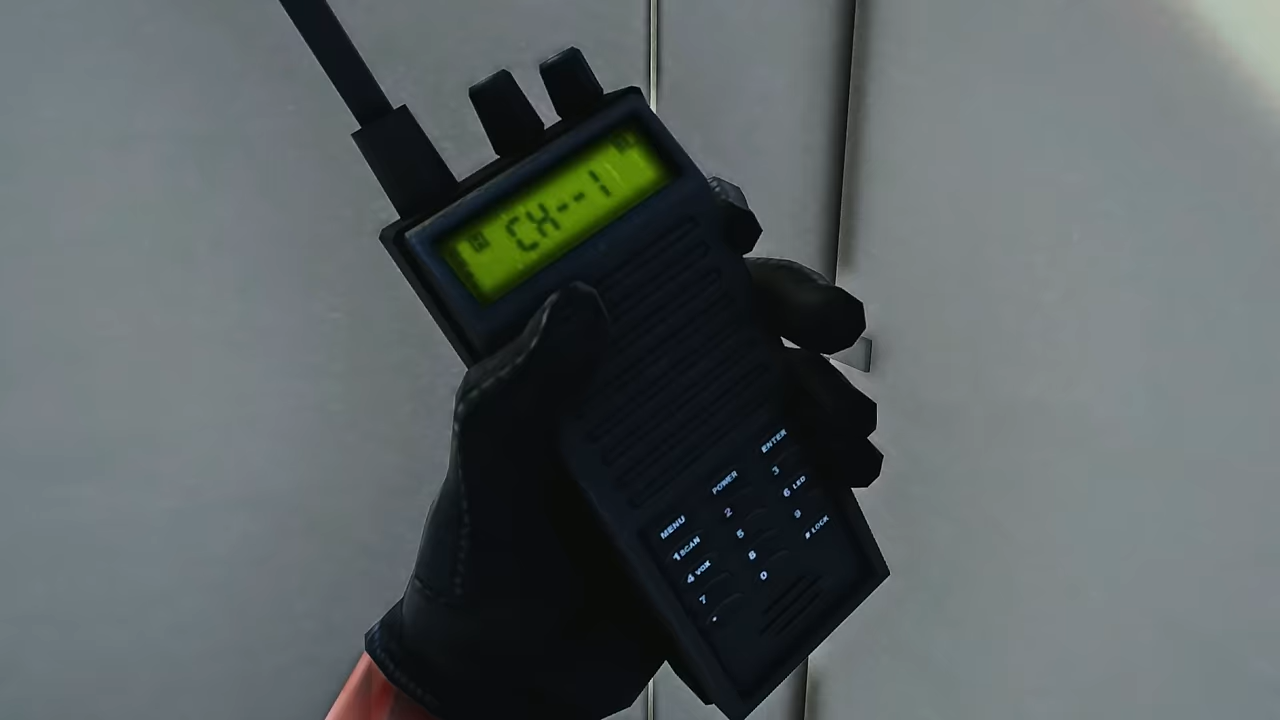 CH--1
MENU POWER ENTER
1 SCAN 2 3
4 VOX 5 6 LED
7 8 9
* 0 # LOCK